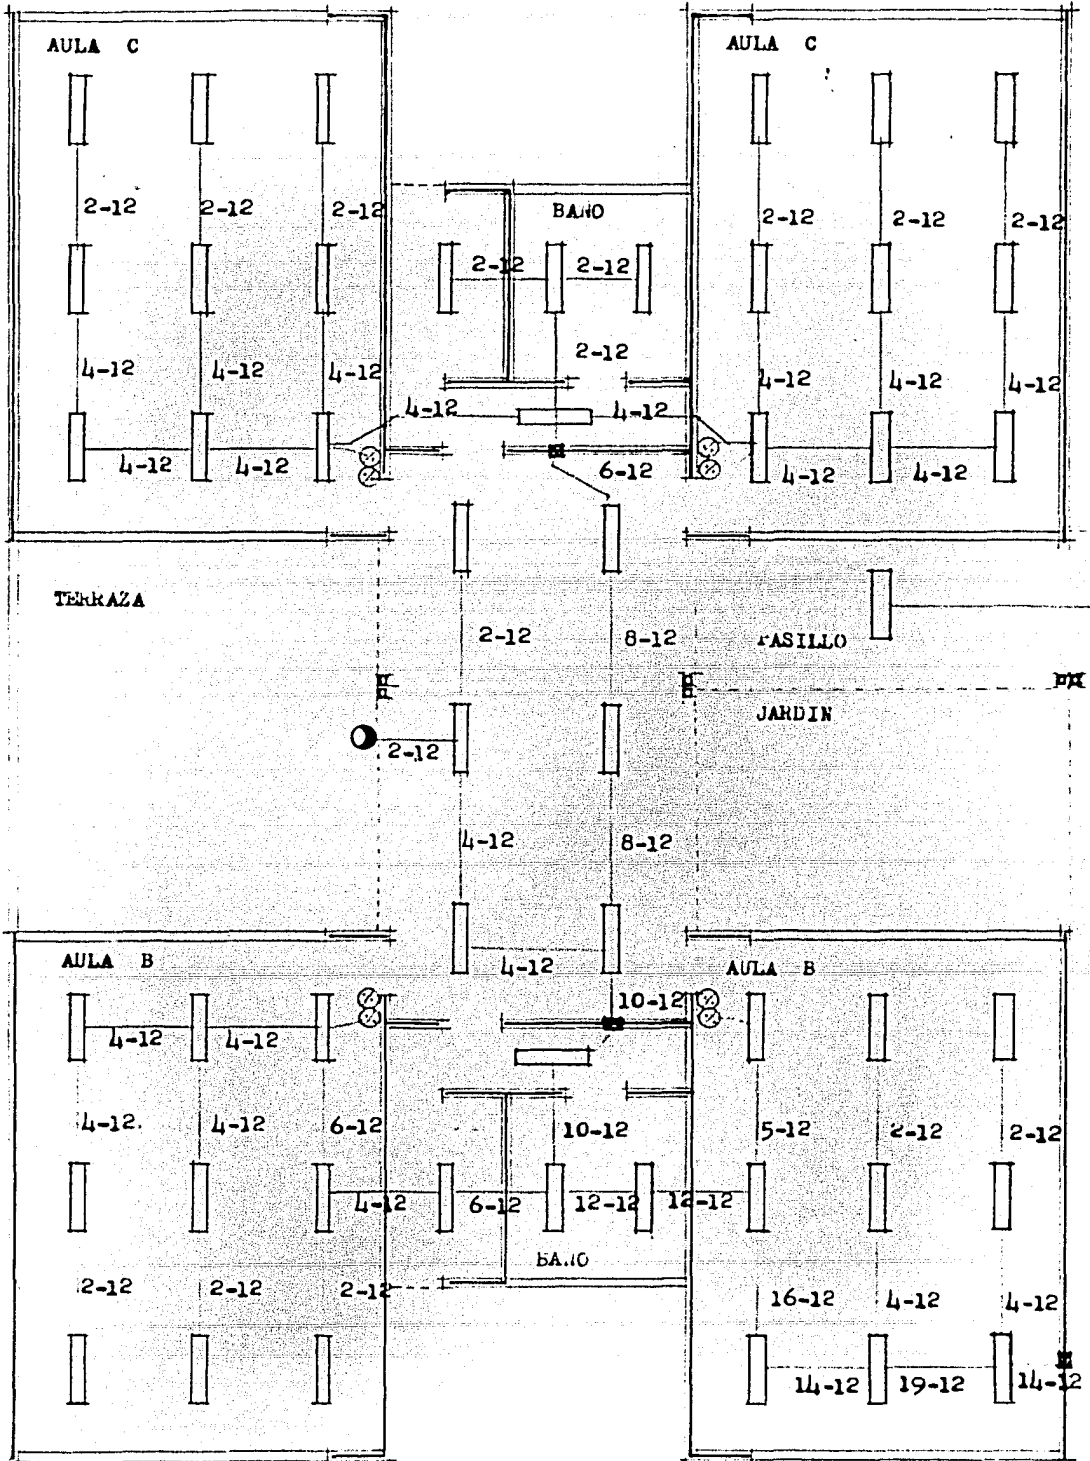 AULA C AULA C
2-12 2-12 2-12 BAÑO 2-12 2-12 2-12
2-12 2-12
2-12
4-12 4-12 4-12 4-12 4-12 4-12
4-12 4-12
4-12 4-12 6-12 4-12 4-12
TERRAZA
2-12 8-12 PASILLO
JARDIN
2-12
4-12 8-12
AULA B 4-12 AULA B
10-12
4-12 4-12
4-12 4-12 6-12 10-12 5-12 2-12 2-12
4-12 6-12 12-12 12-12
BAÑO
2-12 2-12 2-12 16-12 4-12 4-12
14-12 19-12 14-12